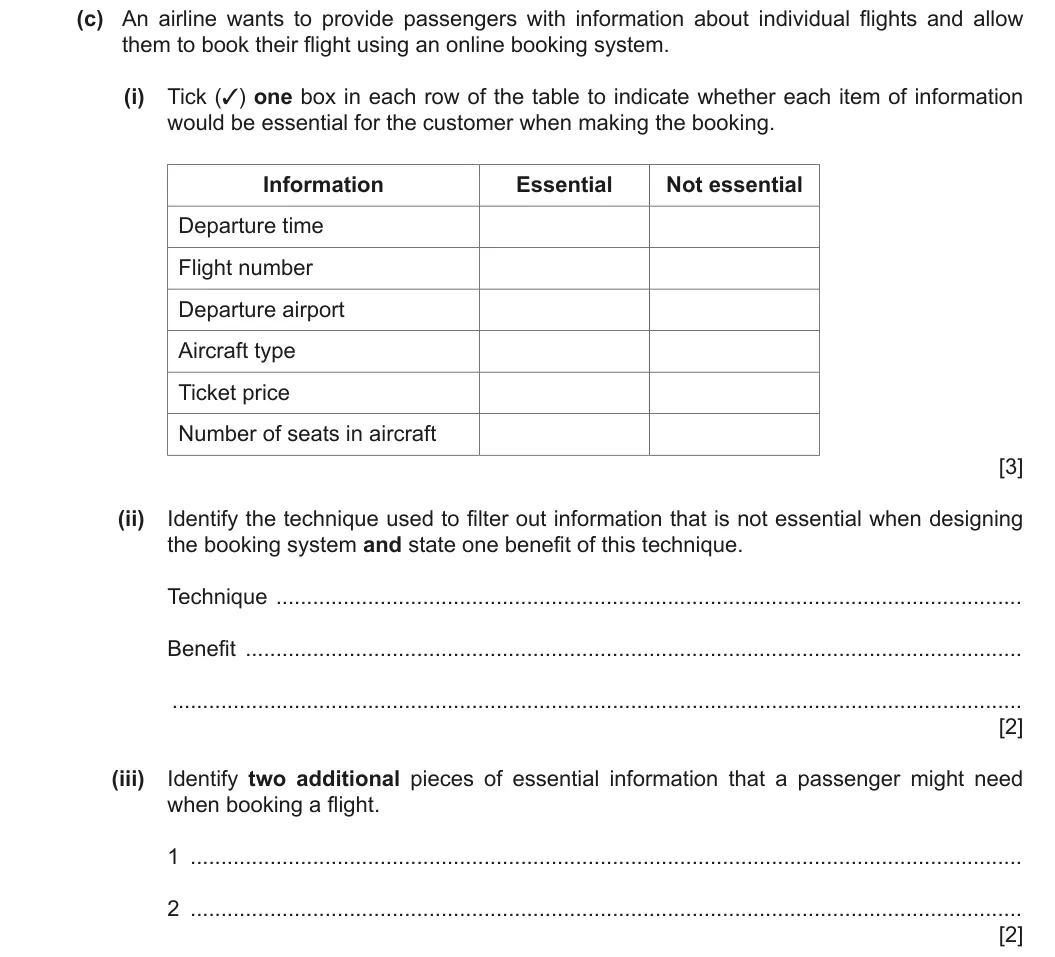 (c) An airline wants to provide passengers with information about individual flights and allow
them to book their flight using an online booking system.
(i) Tick (✓) one box in each row of the table to indicate whether each item of information
would be essential for the customer when making the booking.
Information Essential Not essential
Departure time
Flight number
Departure airport
Aircraft type
Ticket price
Number of seats in aircraft
[3]
(ii) Identify the technique used to filter out information that is not essential when designing
the booking system and state one benefit of this technique.
Technique ............................................................
Benefit ............................................................
............................................................
[2]
(iii) Identify two additional pieces of essential information that a passenger might need
when booking a flight.
1 ............................................................
2 ............................................................
[2]